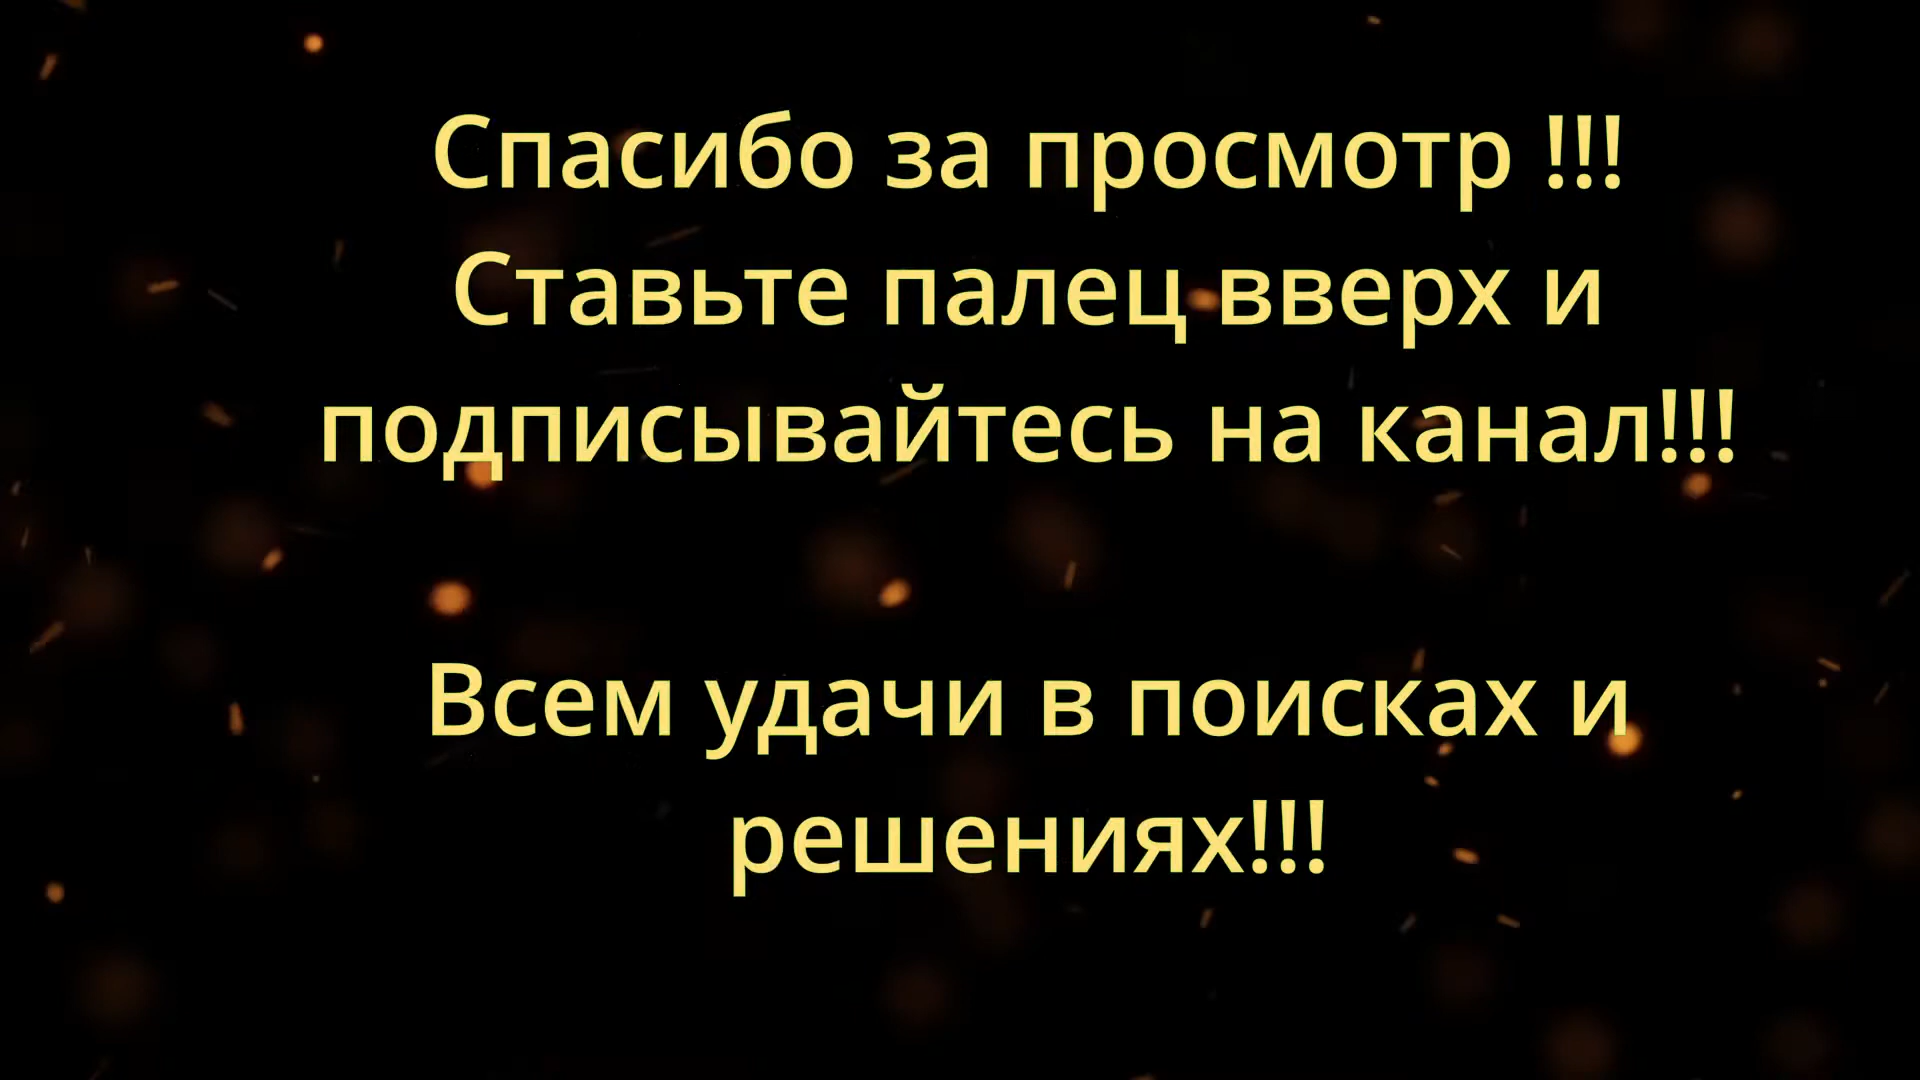 Спасибо за просмотр !!!
Ставьте палец вверх и
подписывайтесь на канал!!!
Всем удачи в поисках и
решениях!!!